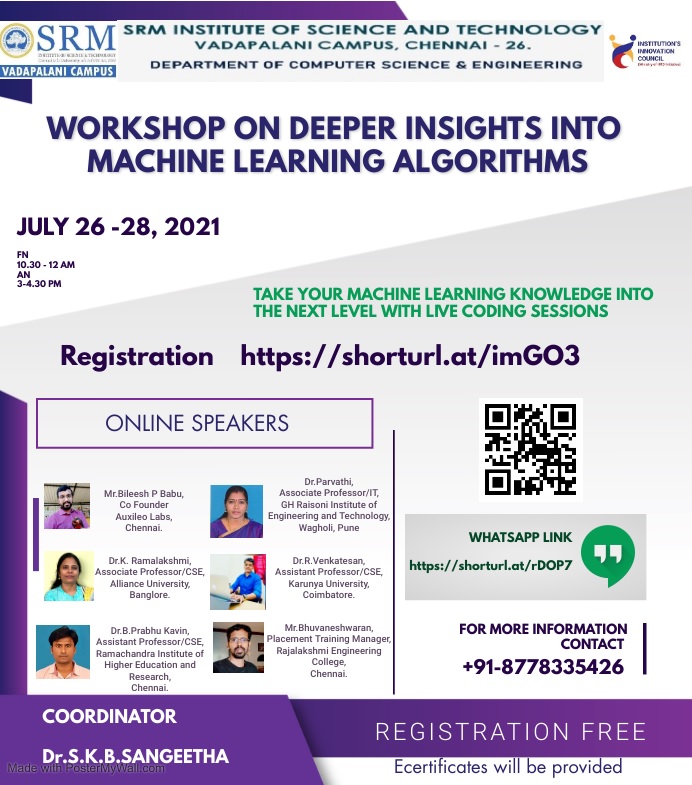 SRM
INSTITUTE OF SCIENCE & TECHNOLOGY
VADAPALANI CAMPUS
SRM INSTITUTE OF SCIENCE AND TECHNOLOGY
VADAPALANI CAMPUS, CHENNAI - 26.
DEPARTMENT OF COMPUTER SCIENCE & ENGINEERING
INSTITUTION'S
INNOVATION
COUNCIL
WORKSHOP ON DEEPER INSIGHTS INTO
MACHINE LEARNING ALGORITHMS
JULY 26 -28, 2021
FN
10.30 - 12 AM
AN
3-4.30 PM
TAKE YOUR MACHINE LEARNING KNOWLEDGE INTO
THE NEXT LEVEL WITH LIVE CODING SESSIONS
Registration https://shorturl.at/imGO3
ONLINE SPEAKERS
Mr.Bileesh P Babu,
Co Founder
Auxileo Labs,
Chennai.
Dr.Parvathi,
Associate Professor/IT,
GH Raisoni Institute of
Engineering and Technology,
Wagholi, Pune
Dr.K. Ramalakshmi,
Associate Professor/CSE,
Alliance University,
Banglore.
Dr.R.Venkatesan,
Assistant Professor/CSE,
Karunya University,
Coimbatore.
Dr.B.Prabhu Kavin,
Assistant Professor/CSE,
Ramachandra Institute of
Higher Education and
Research,
Chennai.
Mr.Bhuvaneshwaran,
Placement Training Manager,
Rajalakshmi Engineering
College,
Chennai.
WHATSAPP LINK
https://shorturl.at/rDOP7
FOR MORE INFORMATION
CONTACT
+91-8778335426
COORDINATOR
Dr.S.K.B.SANGEETHA
Made with PosterMyWall.com
REGISTRATION FREE
Ecertificates will be provided